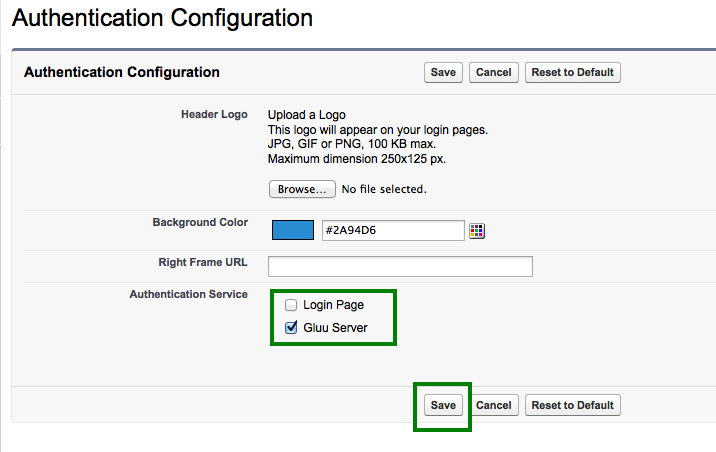 Authentication Configuration
Authentication Configuration Save Cancel Reset to Default
Header Logo Upload a Logo
This logo will appear on your login pages.
JPG, GIF or PNG, 100 KB max.
Maximum dimension 250x125 px.
Browse... No file selected.
Background Color #2A94D6
Right Frame URL
Authentication Service
Login Page
Gluu Server
Save Cancel Reset to Default